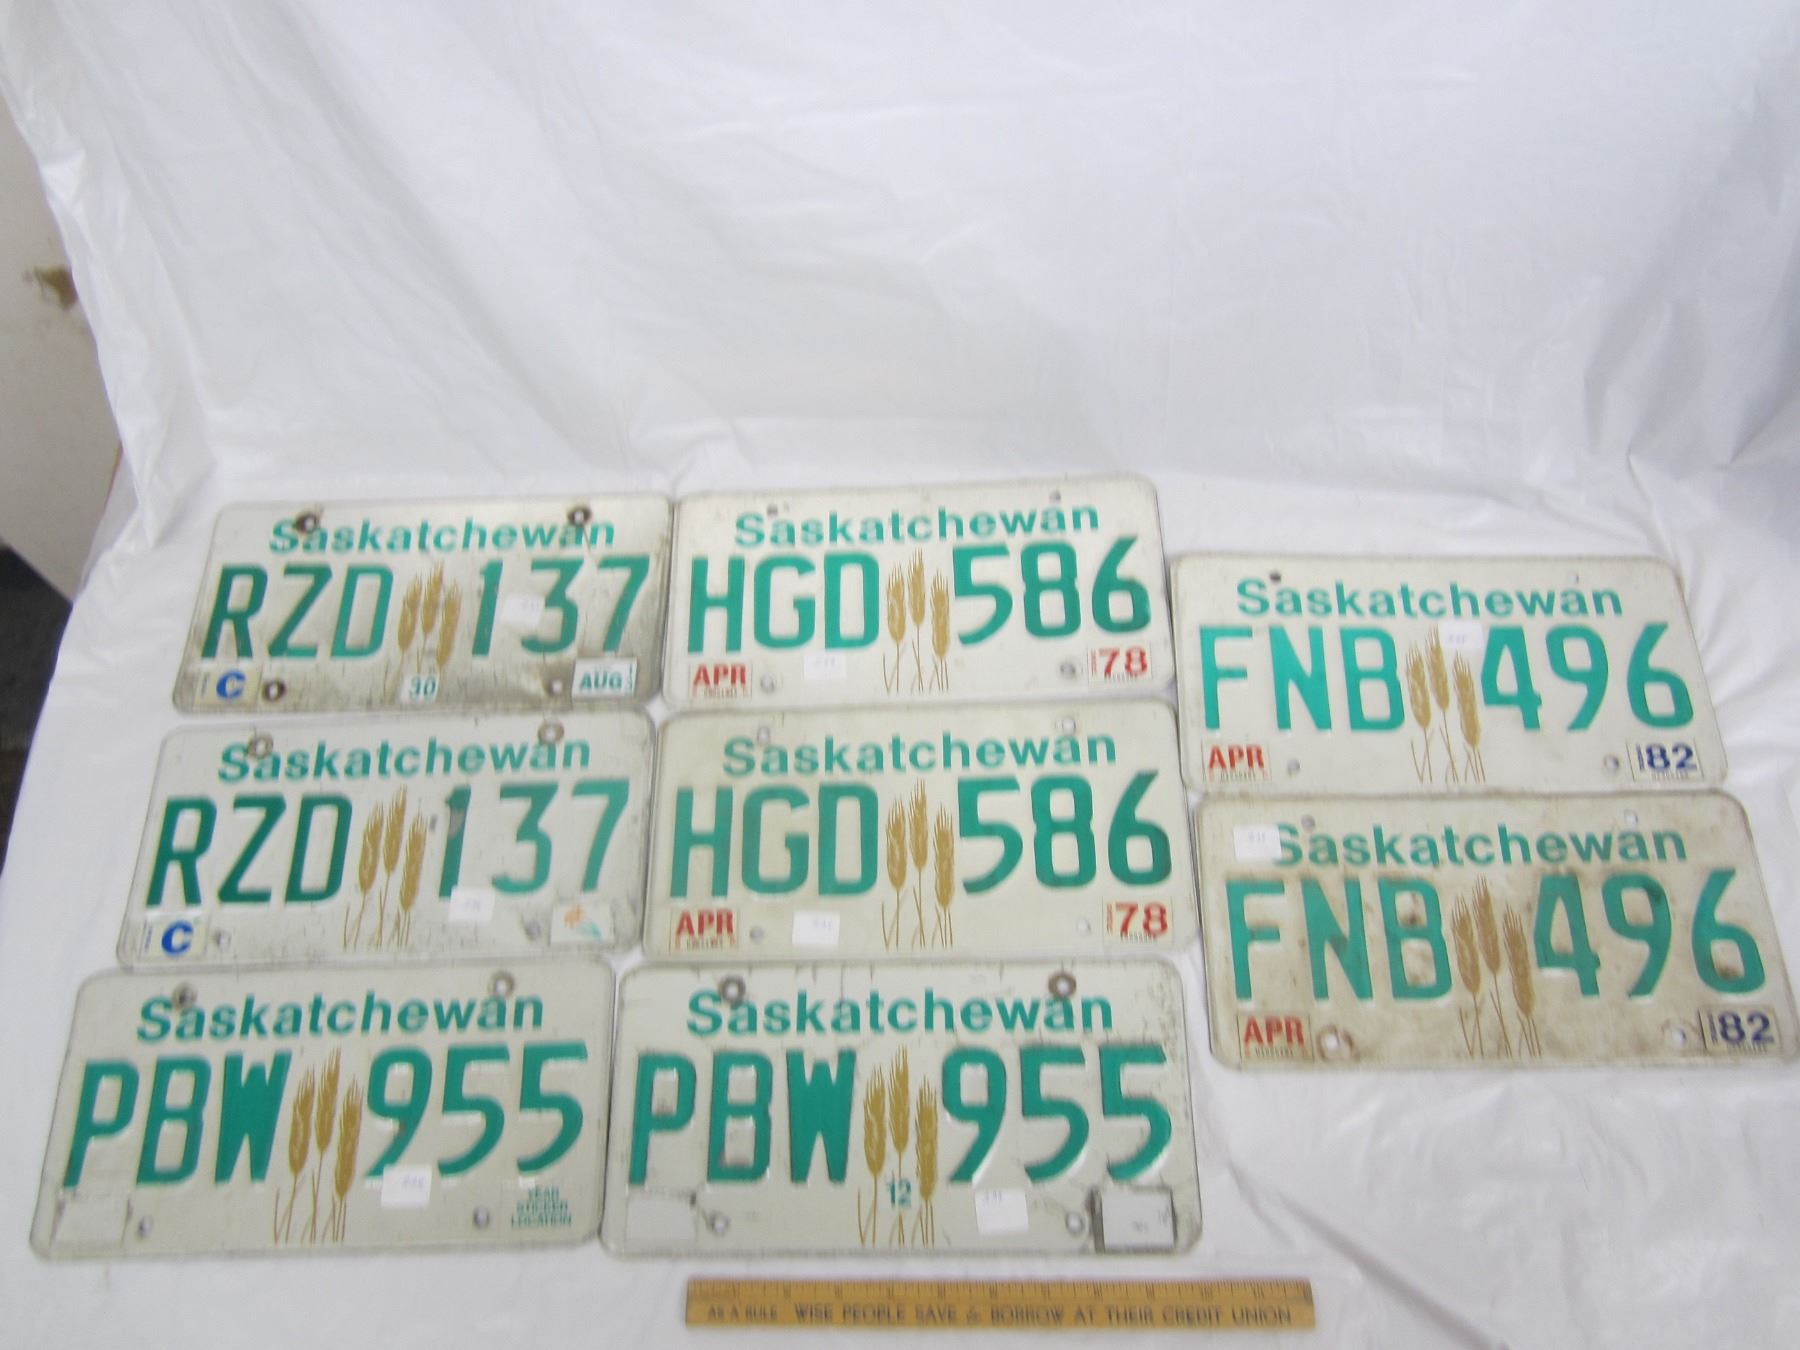 Saskatchewan
RZD 137
C 30 AUG
Saskatchewan
HGD 586
APR 78
Saskatchewan
FNB 496
APR 82
Saskatchewan
RZD 137
C
Saskatchewan
HGD 586
APR 78
Saskatchewan
FNB 496
APR 82
Saskatchewan
PBW 955
YEAR
STICKER
LOCATION
Saskatchewan
PBW 955
12
AS A RULE WISE PEOPLE SAVE & BORROW AT THEIR CREDIT UNION